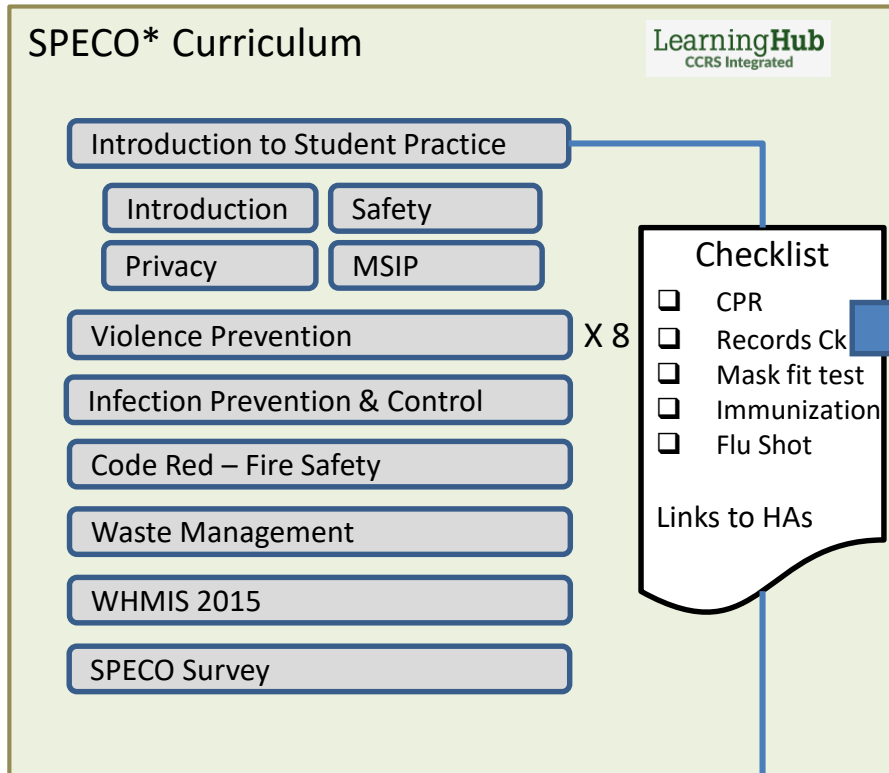 SPECO* Curriculum
LearningHub
CCRS Integrated
Introduction to Student Practice
Introduction
Safety
Privacy
MSIP
Violence Prevention
X 8
Infection Prevention & Control
Code Red – Fire Safety
Waste Management
WHMIS 2015
SPECO Survey
Checklist
❑ CPR
❑ Records Ck
❑ Mask fit test
❑ Immunization
❑ Flu Shot
Links to HAs